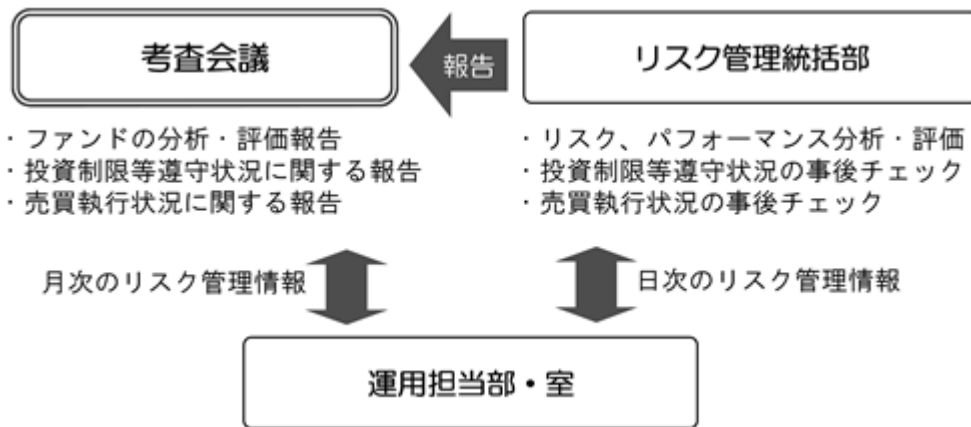 考査会議
報告
リスク管理統括部
・ファンドの分析・評価報告
・投資制限等遵守状況に関する報告
・売買執行状況に関する報告
・リスク、パフォーマンス分析・評価
・投資制限等遵守状況の事後チェック
・売買執行状況の事後チェック
月次のリスク管理情報
日次のリスク管理情報
運用担当部・室